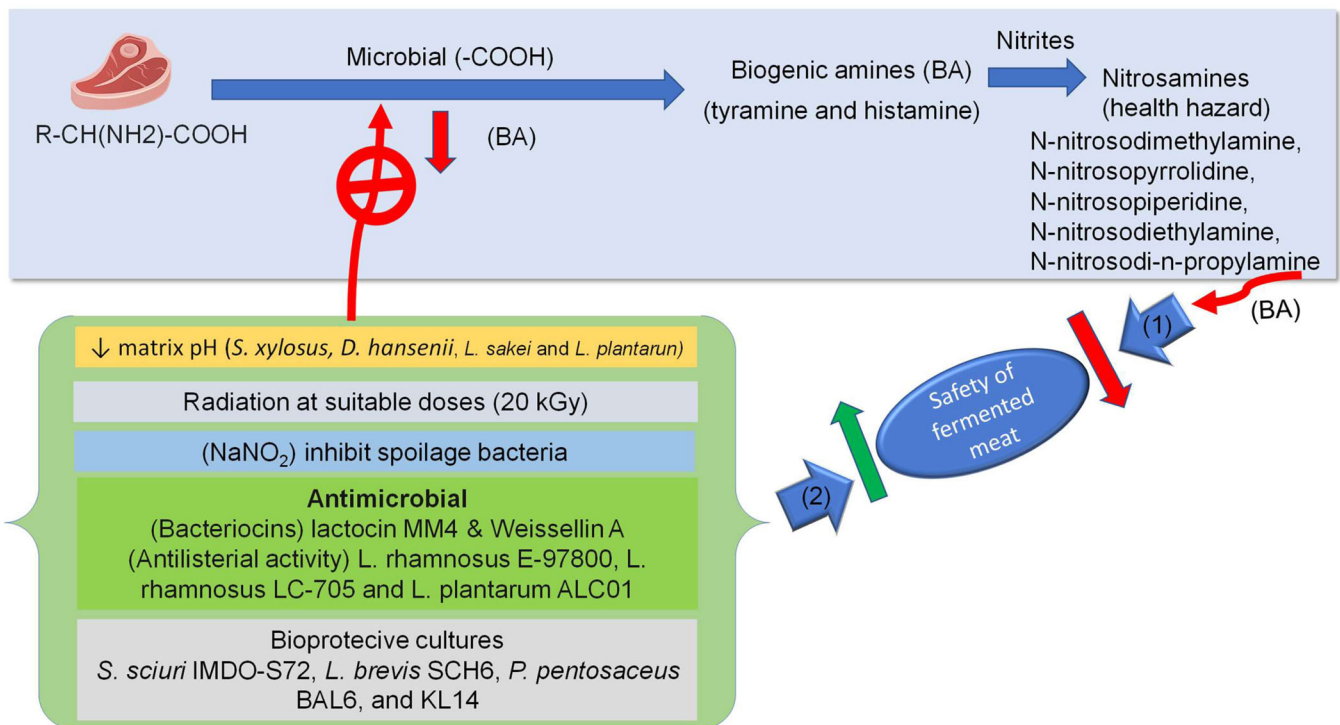 Microbial (-COOH)
R-CH(NH2)-COOH
(BA)
Biogenic amines (BA)
(tyramine and histamine)
Nitrites
Nitrosamines
(health hazard)
N-nitrosodimethylamine,
N-nitrosopyrrolidine,
N-nitrosopiperidine,
N-nitrosodiethylamine,
N-nitrosodi-n-propylamine
(BA)
(1)
Safety of
fermented
meat
(2)
↓ matrix pH (S. xylosus, D. hansenii, L. sakei and L. plantarun)
Radiation at suitable doses (20 kGy)
(NaNO₂) inhibit spoilage bacteria
Antimicrobial
(Bacteriocins) lactocin MM4 & Weissellin A
(Antilisterial activity) L. rhamnosus E-97800, L.
rhamnosus LC-705 and L. plantarum ALC01
Bioprotecive cultures
S. sciuri IMDO-S72, L. brevis SCH6, P. pentosaceus
BAL6, and KL14